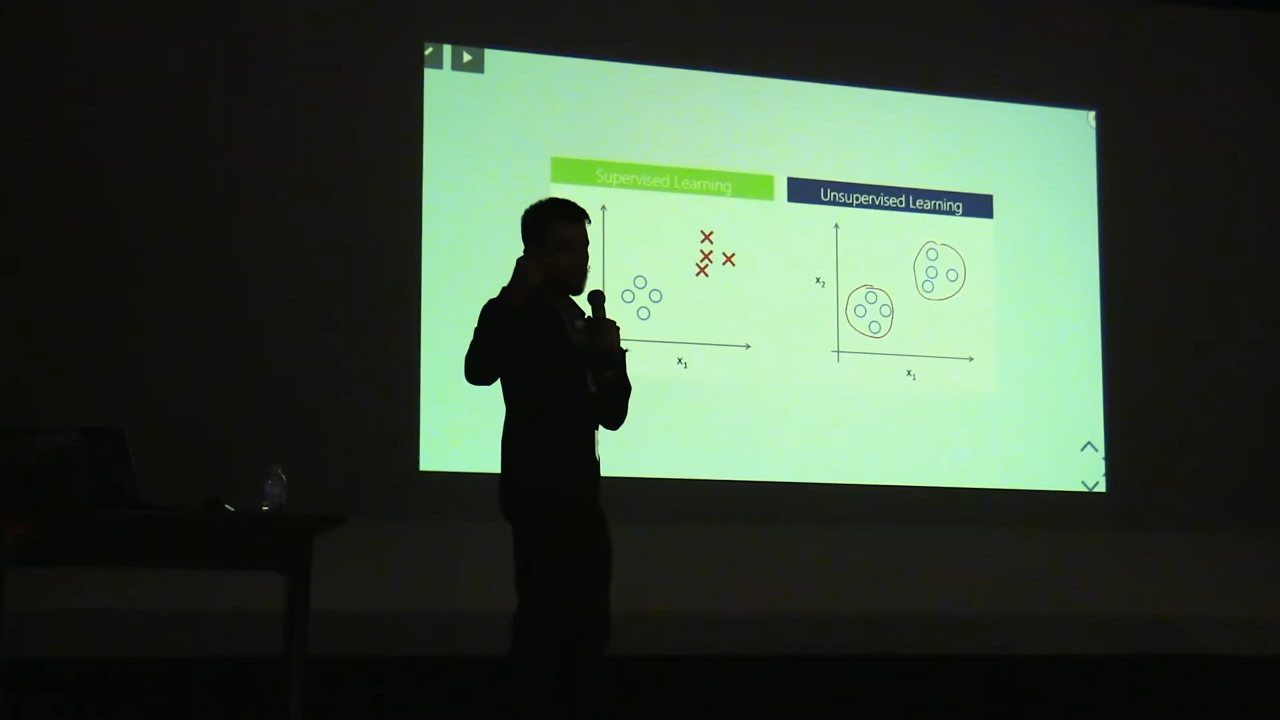 Supervised Learning
Unsupervised Learning
x₂
x₁
x₁